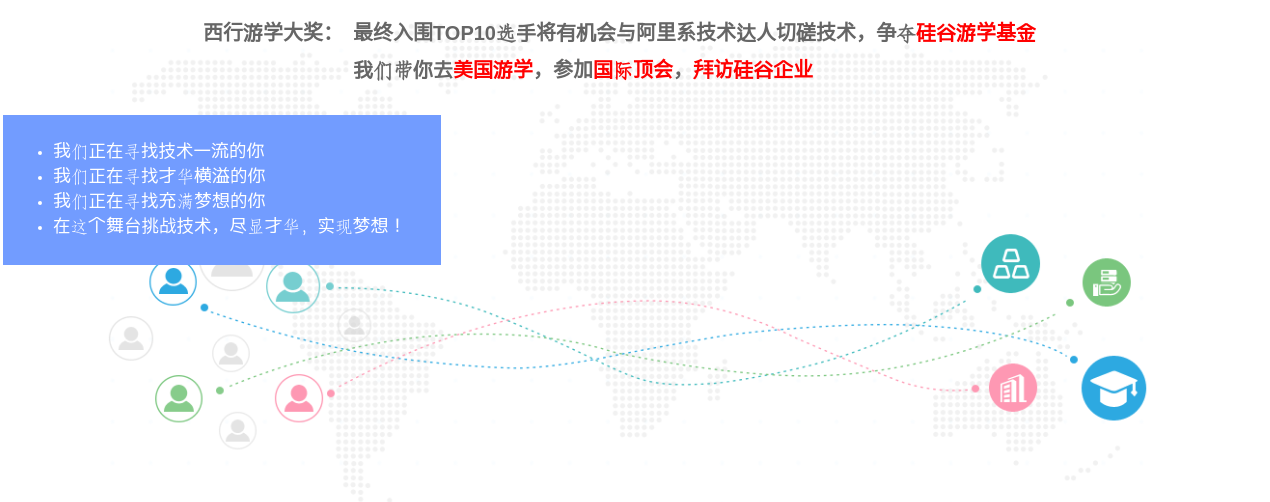 西行游学大奖： 最终入围TOP10选手将有机会与阿里系技术达人切磋技术，争夺硅谷游学基金
我们带你去美国游学，参加国际顶会，拜访硅谷企业
• 我们正在寻找技术一流的你
• 我们正在寻找才华横溢的你
• 我们正在寻找充满梦想的你
• 在这个舞台挑战技术，尽显才华，实现梦想！